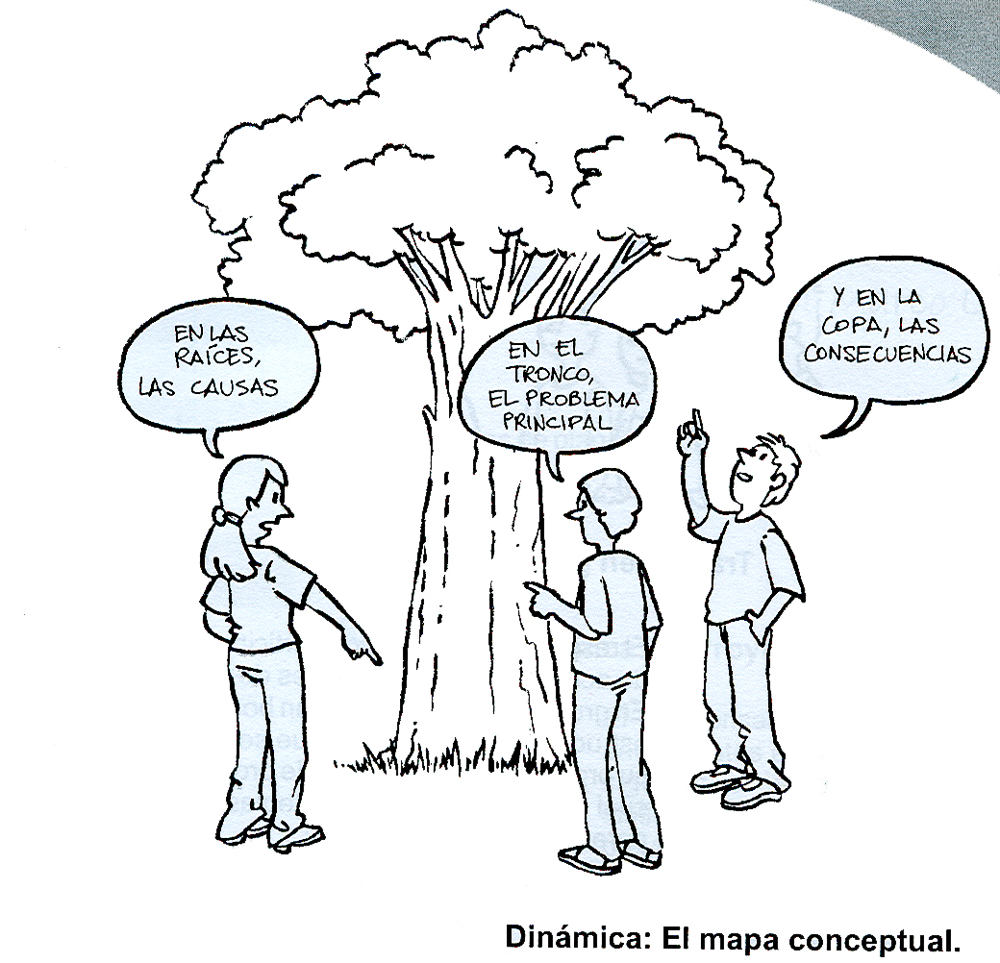 EN LAS
RAÍCES,
LAS CAUSAS
EN EL
TRONCO,
EL PROBLEMA
PRINCIPAL
Y EN LA
COPA, LAS
CONSECUENCIAS
Dinámica: El mapa conceptual.